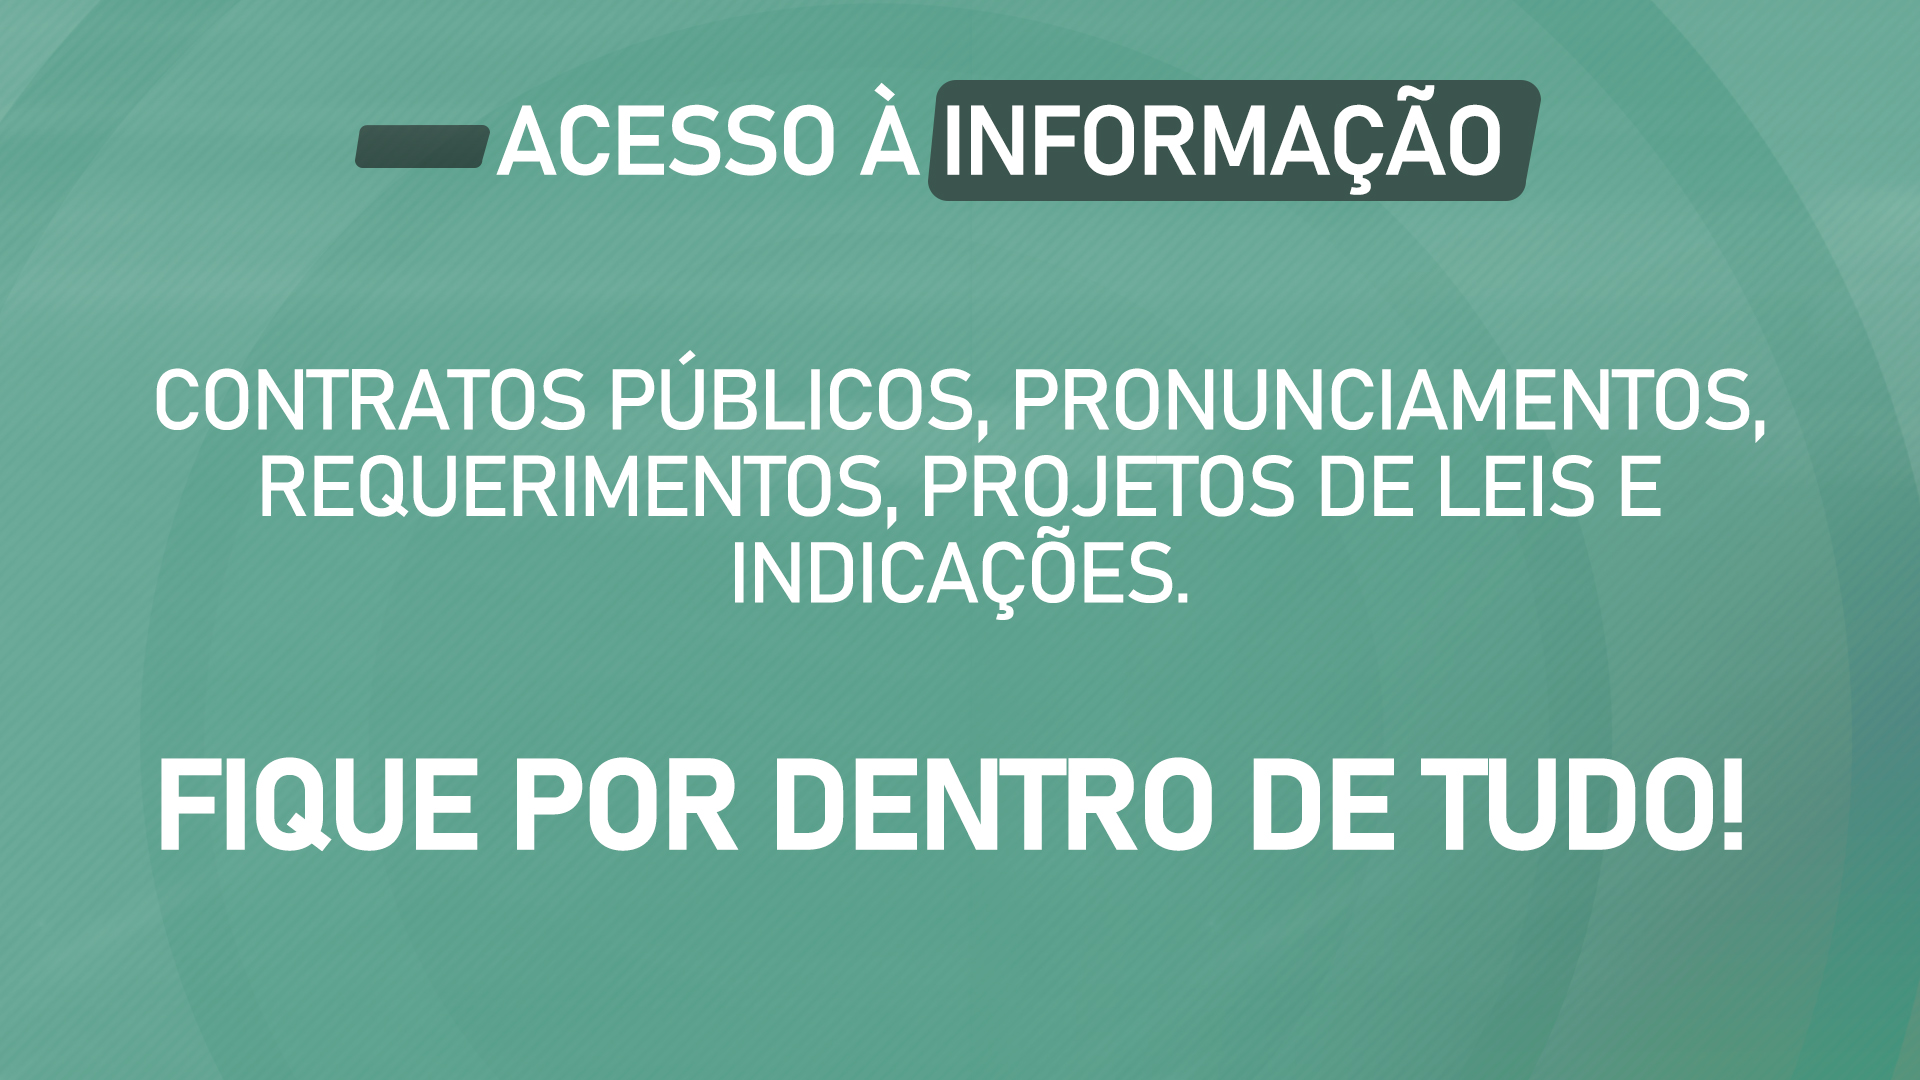 ACESSO À INFORMAÇÃO
CONTRATOS PÚBLICOS, PRONUNCIAMENTOS,
REQUERIMENTOS, PROJETOS DE LEIS E
INDICAÇÕES.
FIQUE POR DENTRO DE TUDO!